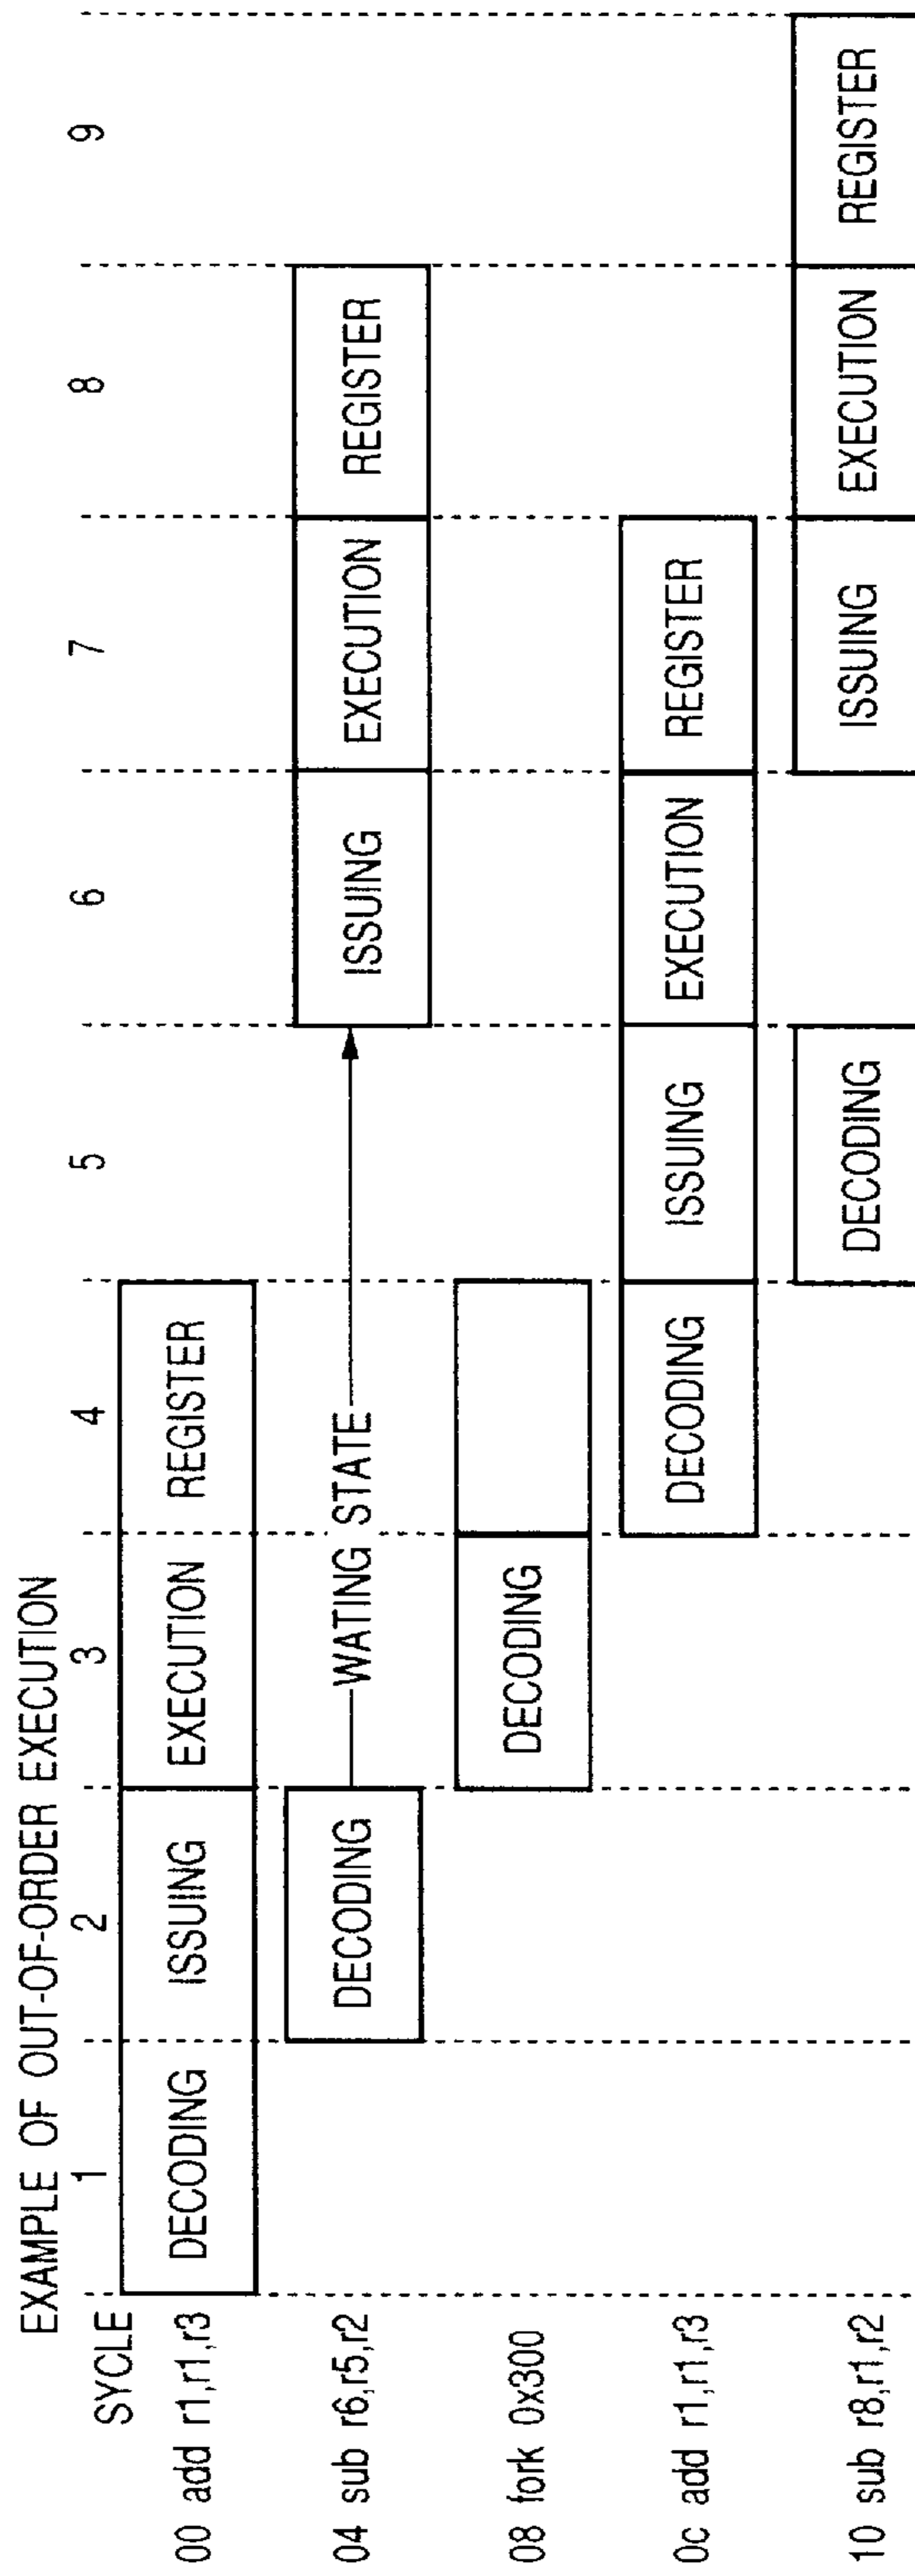 EXAMPLE OF OUT-OF-ORDER EXECUTION
SYCLE 1 2 3 4 5 6 7 8 9
00 add r1,r1,r3 DECODING ISSUING EXECUTION REGISTER
04 sub r6,r5,r2 DECODING WATING STATE ISSUING EXECUTION REGISTER
08 fork 0x300 DECODING
0c add r1,r1,r3 DECODING ISSUING EXECUTION REGISTER
10 sub r8,r1,r2 DECODING ISSUING EXECUTION REGISTER